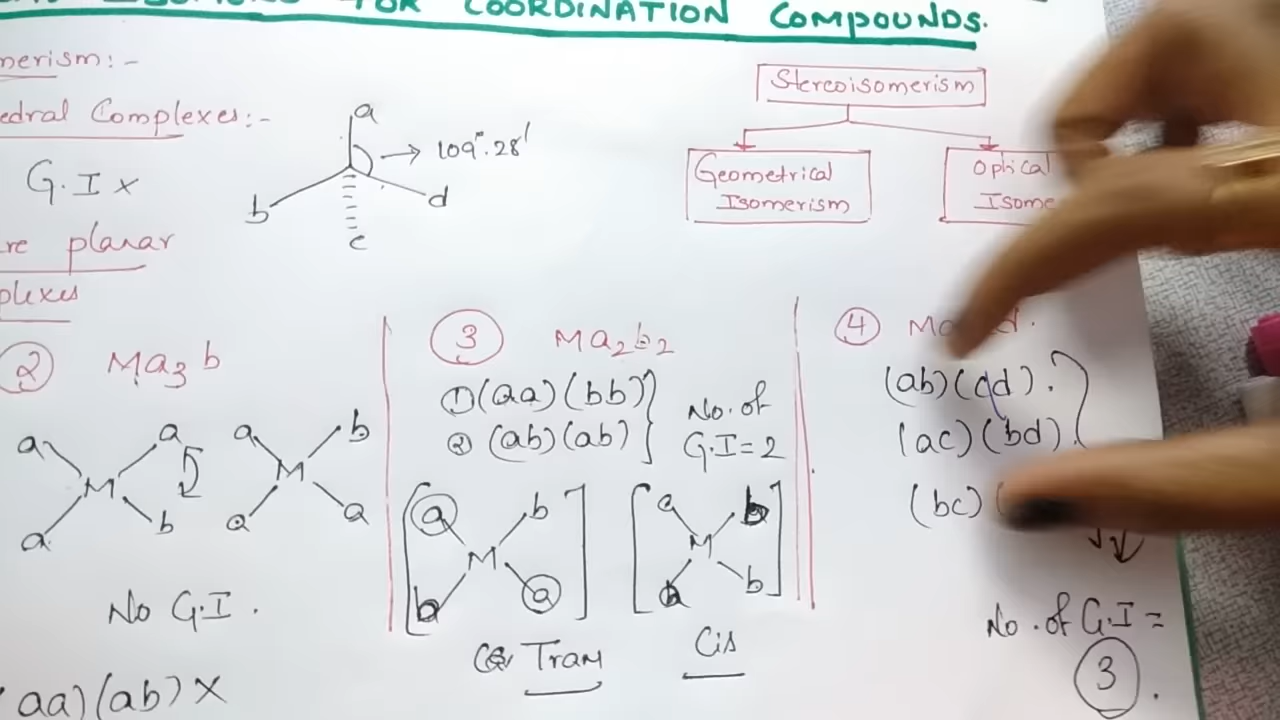 FOR COORDINATION COMPOUNDS.
merism:-
edral Complexes:-
G.I x
re planar
plexes
a
109°.28'
b
d
c
Stereoisomerism
Geometrical
Isomerism
Optical
Isome
2
Ma3b
a
a
a
b
M
a
b
a
a
M
No G.I.
aa)(ab) X
3
Ma2b2
1 (aa)(bb)
2 (ab)(ab)
No. of
G.I=2
a
b
M
b
a
Trans
a
b
M
a
b
Cis
4
(ab)(cd).
(ac)(bd)
(bc)(
No. of G.I =
3.